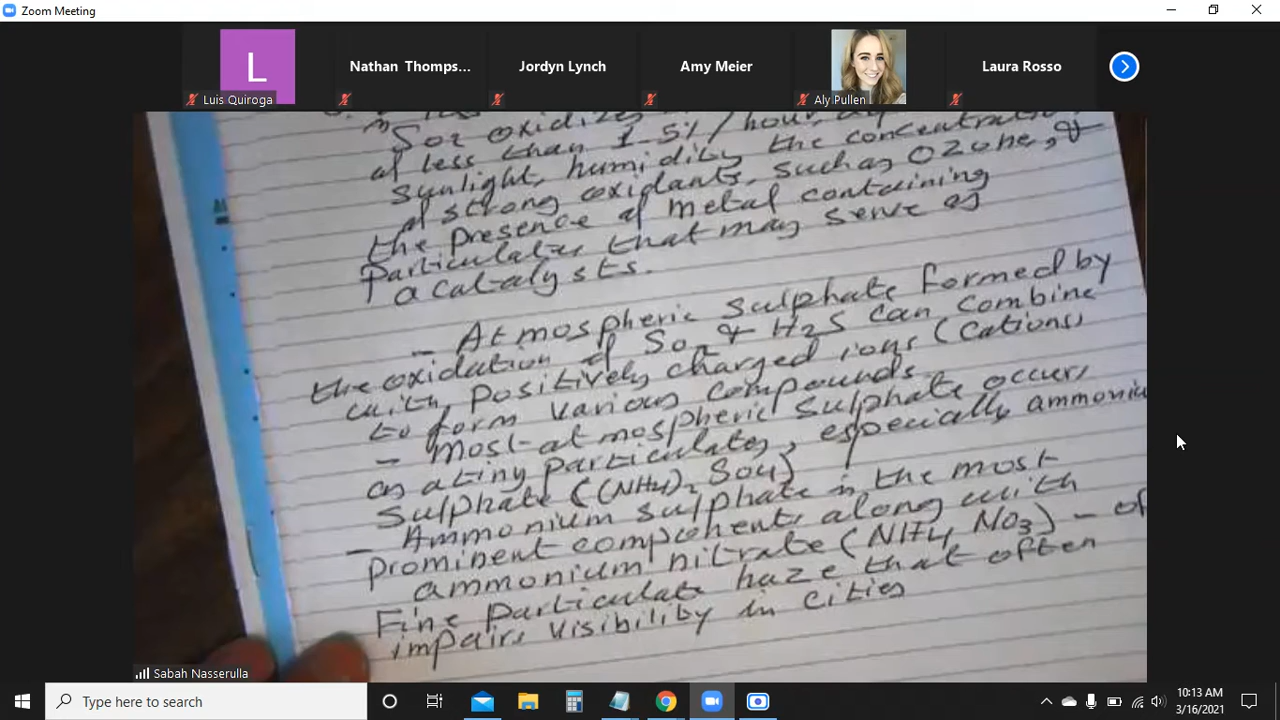 Zoom Meeting
L
Luis Quiroga
Nathan Thomps...
Jordyn Lynch
Amy Meier
Aly Pullen
Laura Rosso
SO2 oxidizes
at less than 1-5%/hour,
sunlight, humidity the concentration
of strong oxidants, such as Ozone, &
the presence of metal containing
Particulates that may serve as
a catalysts.
- Atmospheric sulphate formed by
the oxidation of SO2 & H2S can combine
with positively charged ions (Cations)
to form various compounds.
- Most atmospheric sulphate occurs
as a tiny particulates, especially ammonium
Sulphate ((NH4)2 SO4)
- Ammonium sulphate is the most
prominent components along with
ammonium nitrate (NH4 NO3) - of
Fine particulate haze that often
impairs visibility in cities
Sabah Nasserulla
Type here to search
10:13 AM
3/16/2021